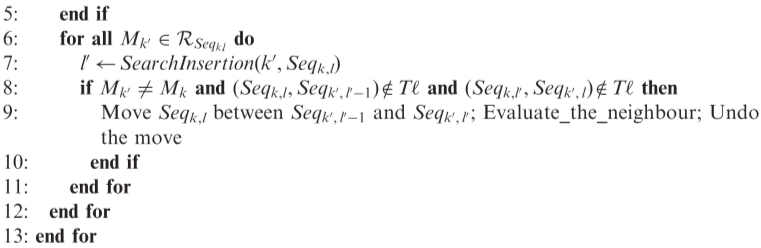 5: end if
6: for all M_{k'} ∈ ℛ_{Seq_{kl}} do
7: l' ← SearchInsertion(k', Seq_{k,l})
8: if M_{k'} ≠ M_k and (Seq_{k,l}, Seq_{k',l'−1}) ∉ Tℓ and (Seq_{k,l'}, Seq_{k',l}) ∉ Tℓ then
9: Move Seq_{k,l} between Seq_{k',l'−1} and Seq_{k',l'}; Evaluate_the_neighbour; Undo
the move
10: end if
11: end for
12: end for
13: end for